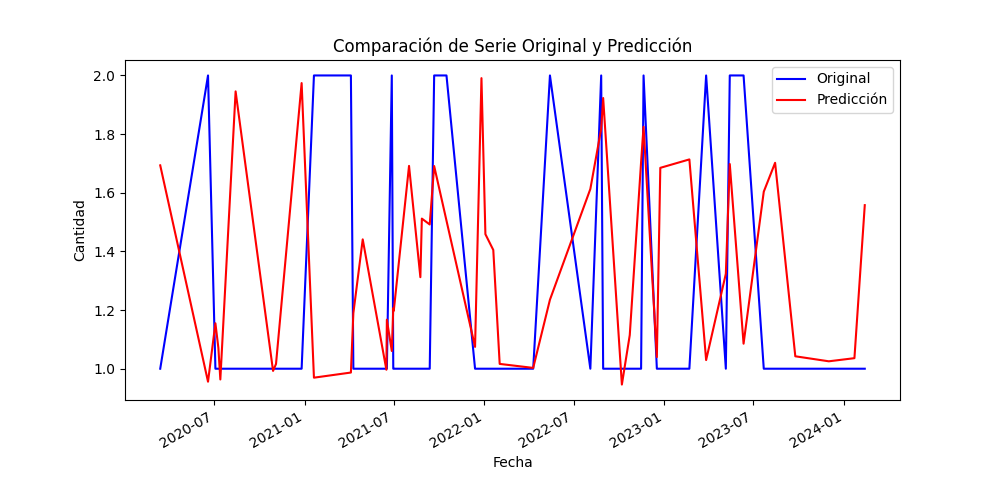 Comparación de Serie Original y Predicción
Original
Predicción
Cantidad
2.0
1.8
1.6
1.4
1.2
1.0
2020-07
2021-01
2021-07
2022-01
2022-07
2023-01
2023-07
2024-01
Fecha